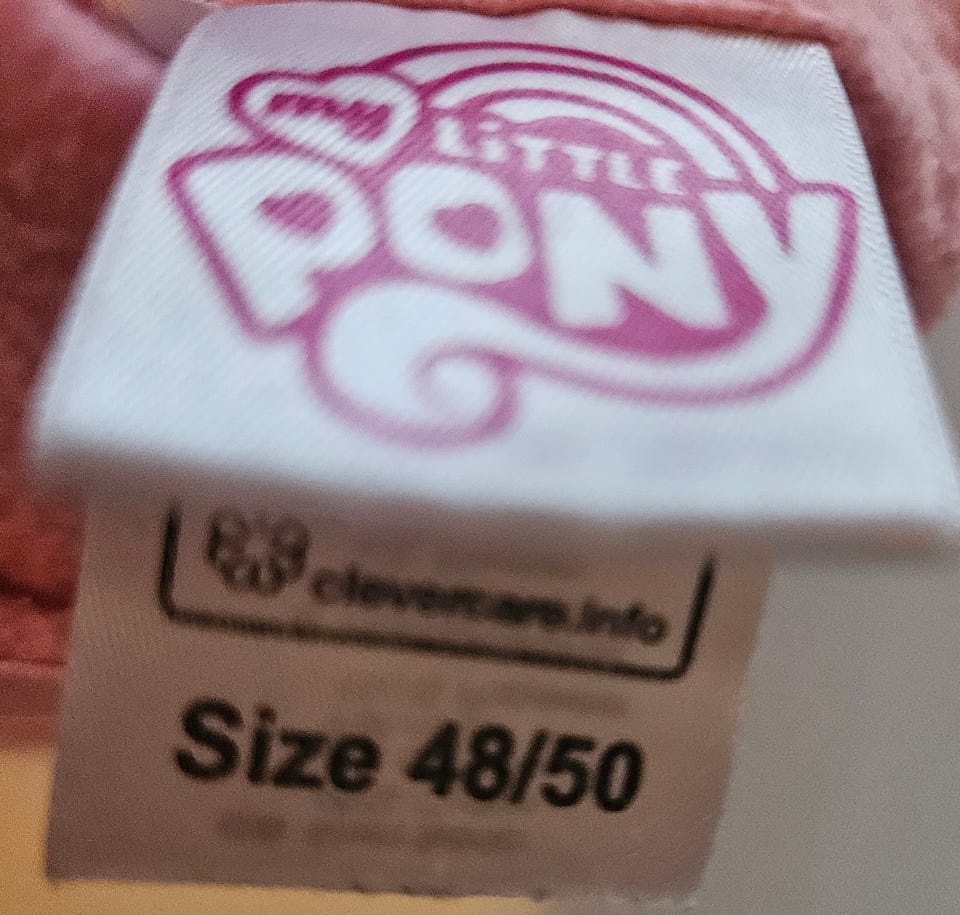 my
LiTTLE
PONY
clevercare.info
Size 48/50